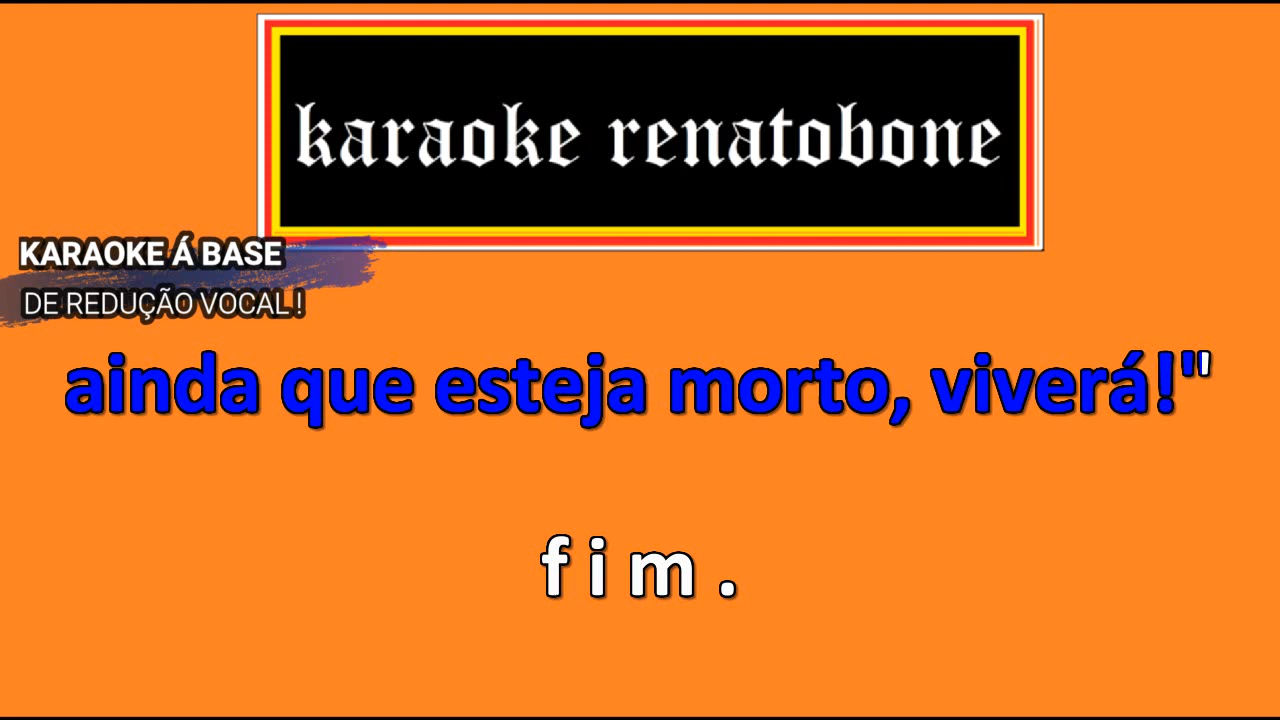 karaoke renatobone
KARAOKE Á BASE
DE REDUÇÃO VOCAL !
ainda que esteja morto, viverá!"
f i m .